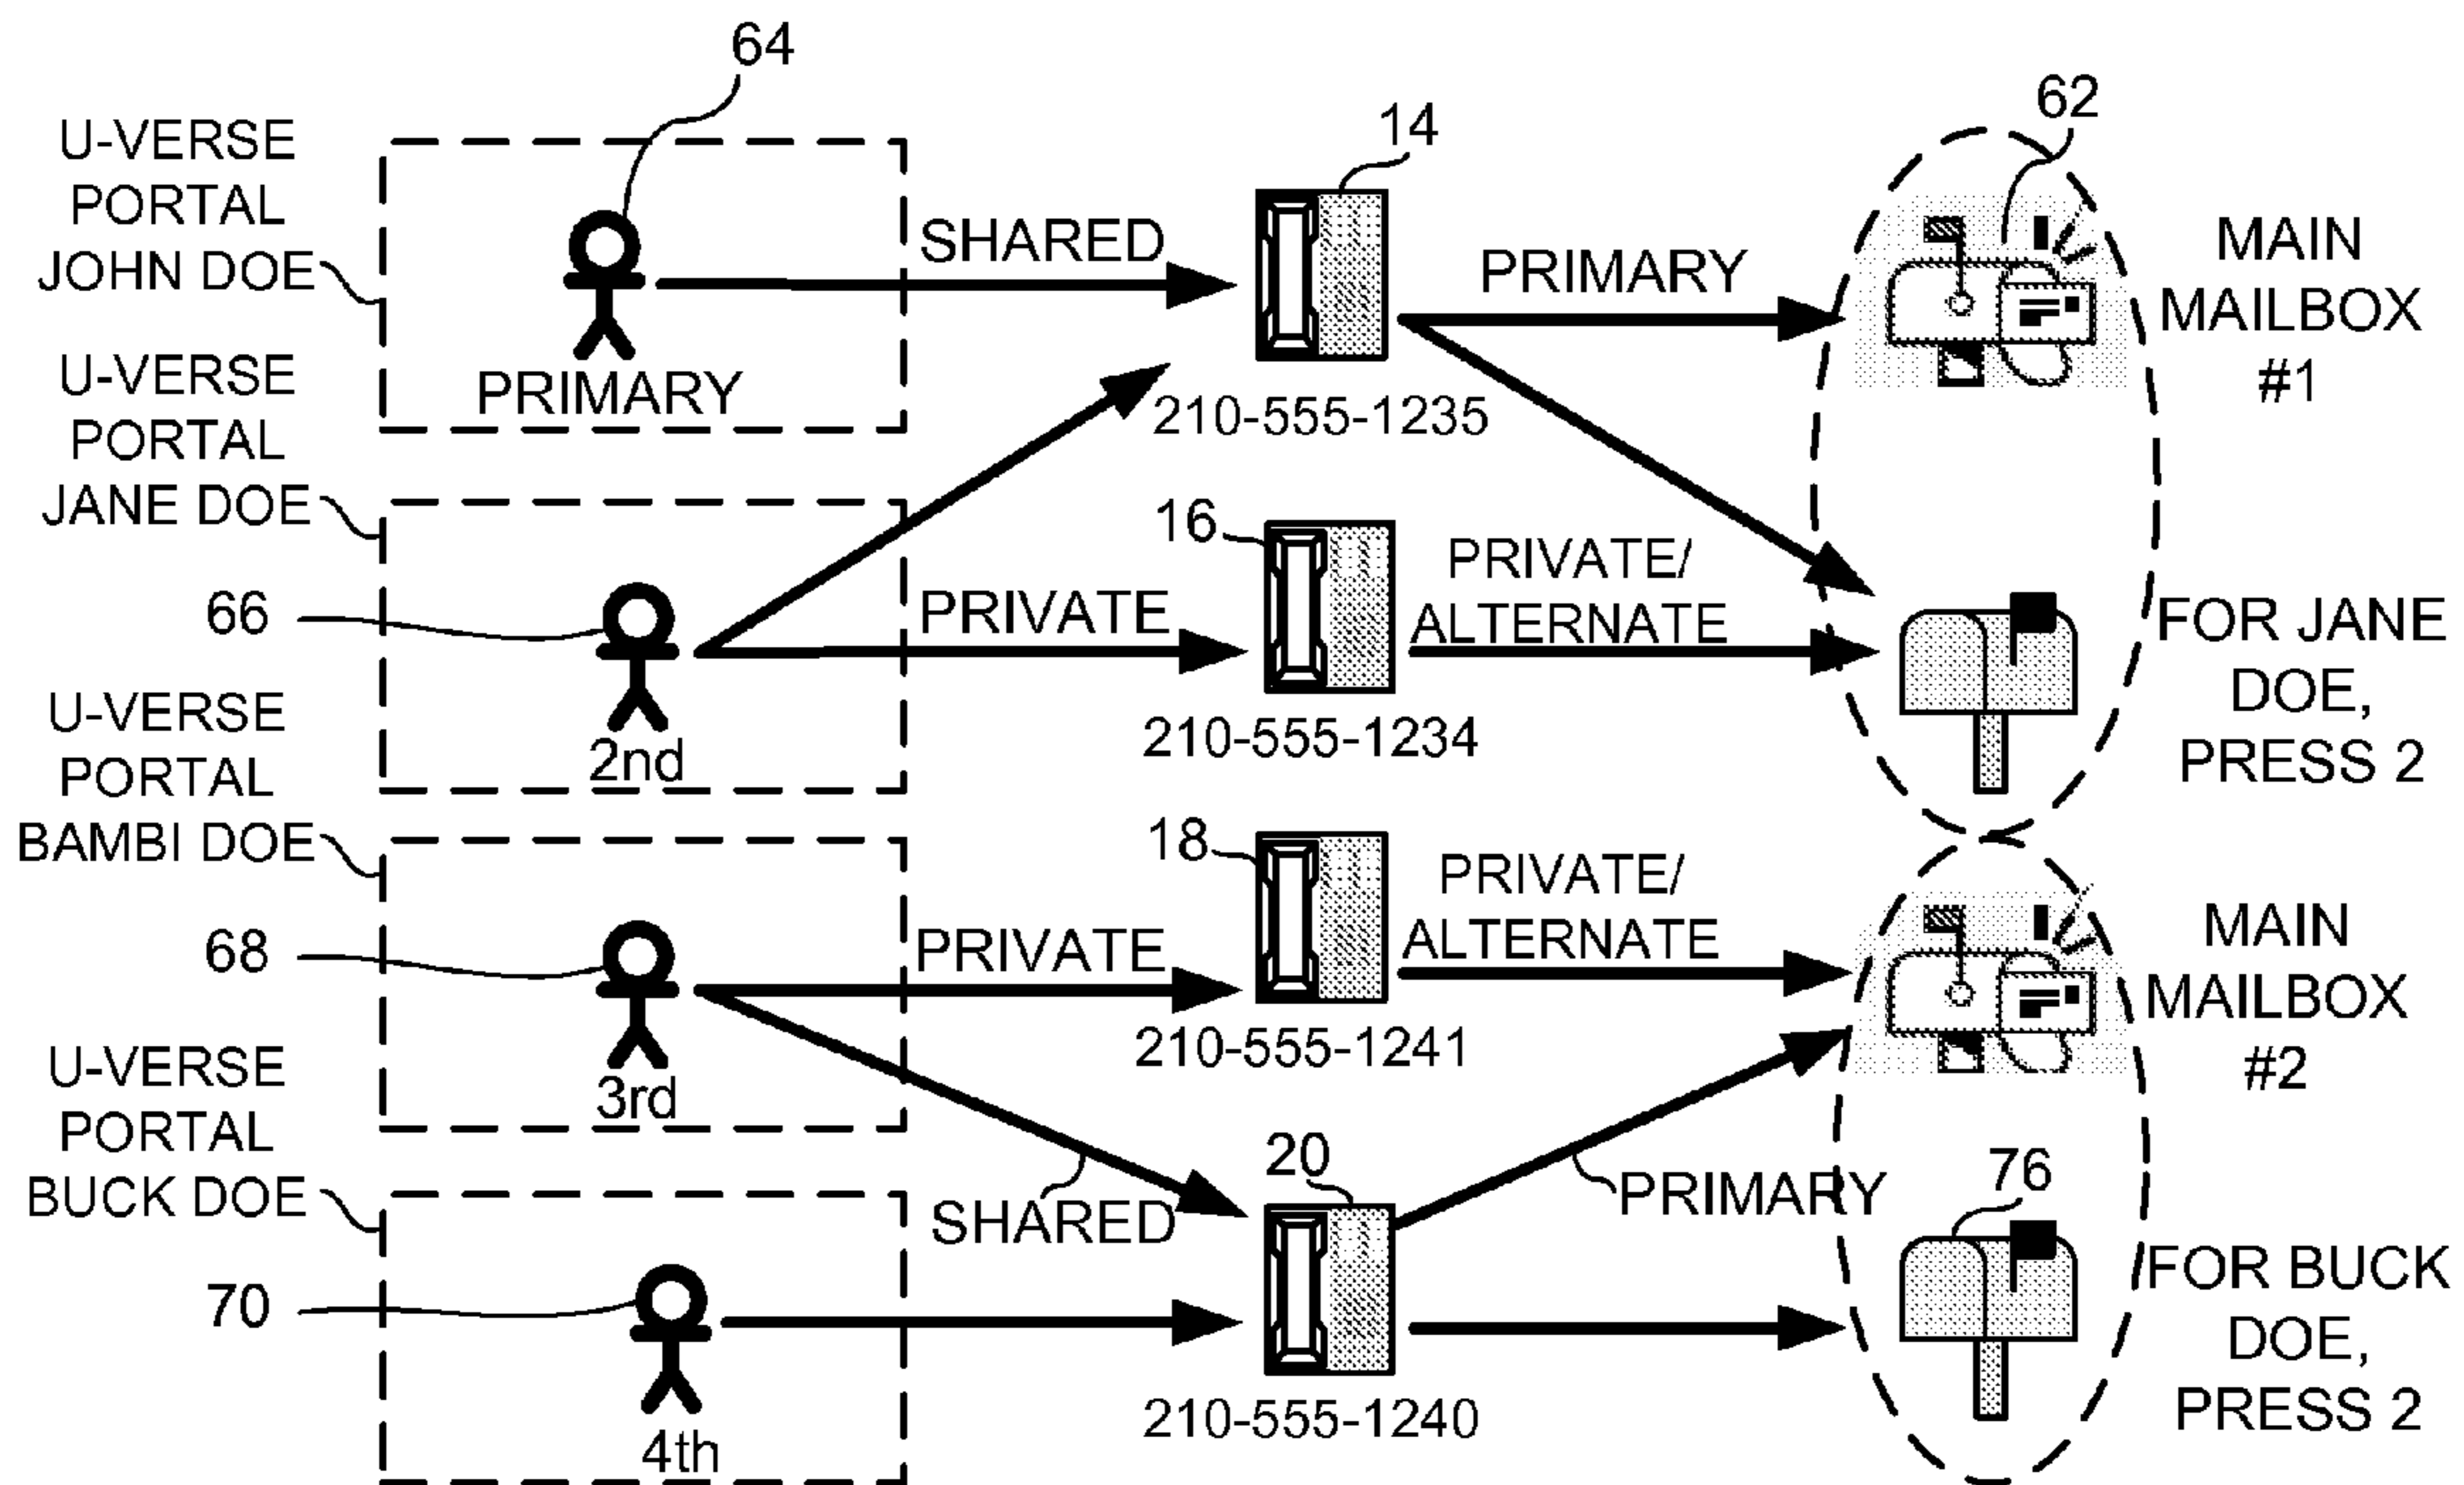 64
62
14
U-VERSE
PORTAL
JOHN DOE
SHARED
PRIMARY
MAIN
MAILBOX
#1
PRIMARY
210-555-1235
U-VERSE
PORTAL
JANE DOE
16
PRIVATE/
ALTERNATE
66
PRIVATE
FOR JANE
DOE,
PRESS 2
2nd
210-555-1234
U-VERSE
PORTAL
BAMBI DOE
18
PRIVATE/
ALTERNATE
68
PRIVATE
MAIN
MAILBOX
#2
3rd
210-555-1241
U-VERSE
PORTAL
BUCK DOE
20
SHARED
PRIMARY
76
70
FOR BUCK
DOE,
PRESS 2
4th
210-555-1240